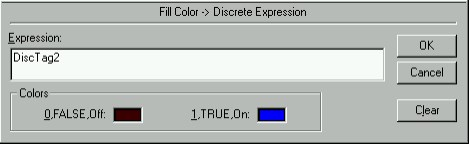 Fill Color -> Discrete Expression
Expression:
DiscTag2
OK
Cancel
Colors
0,FALSE,Off:
1,TRUE,On:
Clear